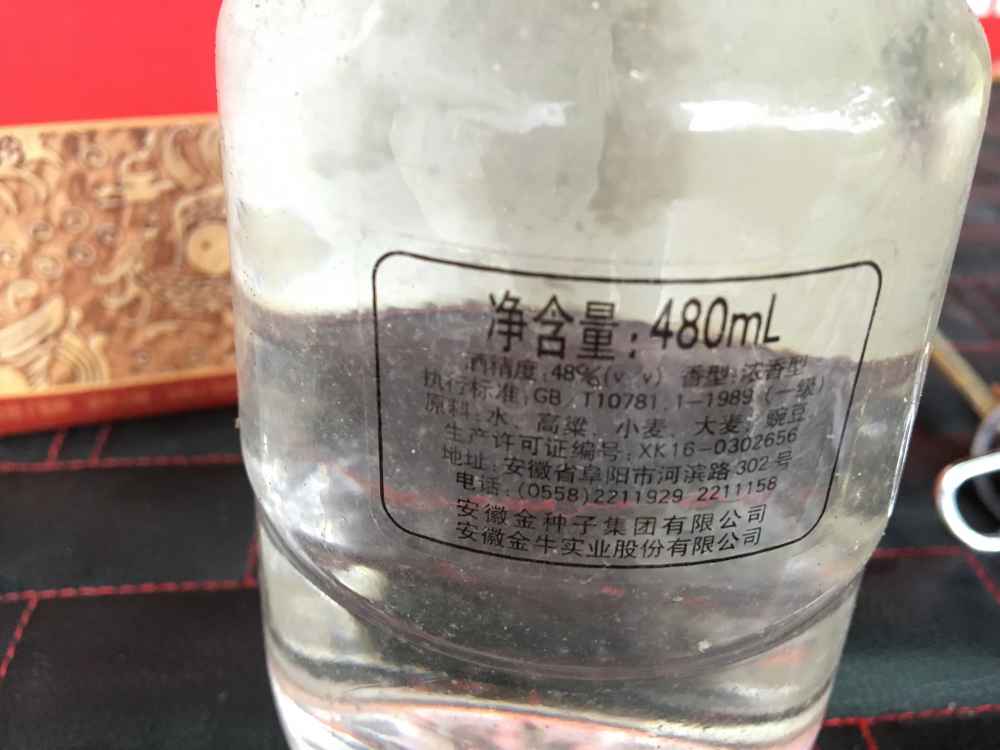 净含量:480mL
酒精度:48%(v v) 香型:浓香型
执行标准:GB T10781.1-1989 (一级)
原料:水、高粱、小麦、大麦、豌豆
生产许可证编号:XK16-0302656
地址:安徽省阜阳市河滨路302号
电话:(0558)2211929 2211158
安徽金种子集团有限公司
安徽金牛实业股份有限公司